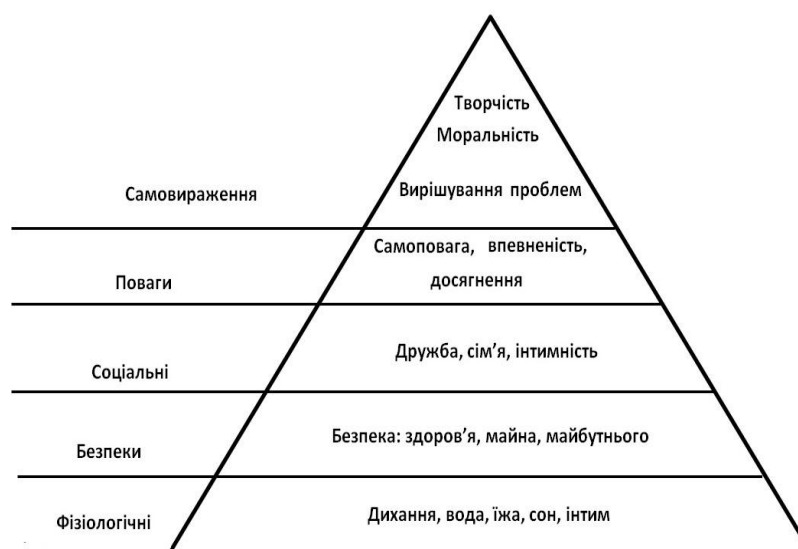 Творчість
Моральність
Самовираження
Вирішування проблем
Самоповага, впевненість,
досягнення
Поваги
Дружба, сім’я, інтимність
Соціальні
Безпека: здоров’я, майна, майбутнього
Безпеки
Дихання, вода, їжа, сон, інтим
Фізіологічні